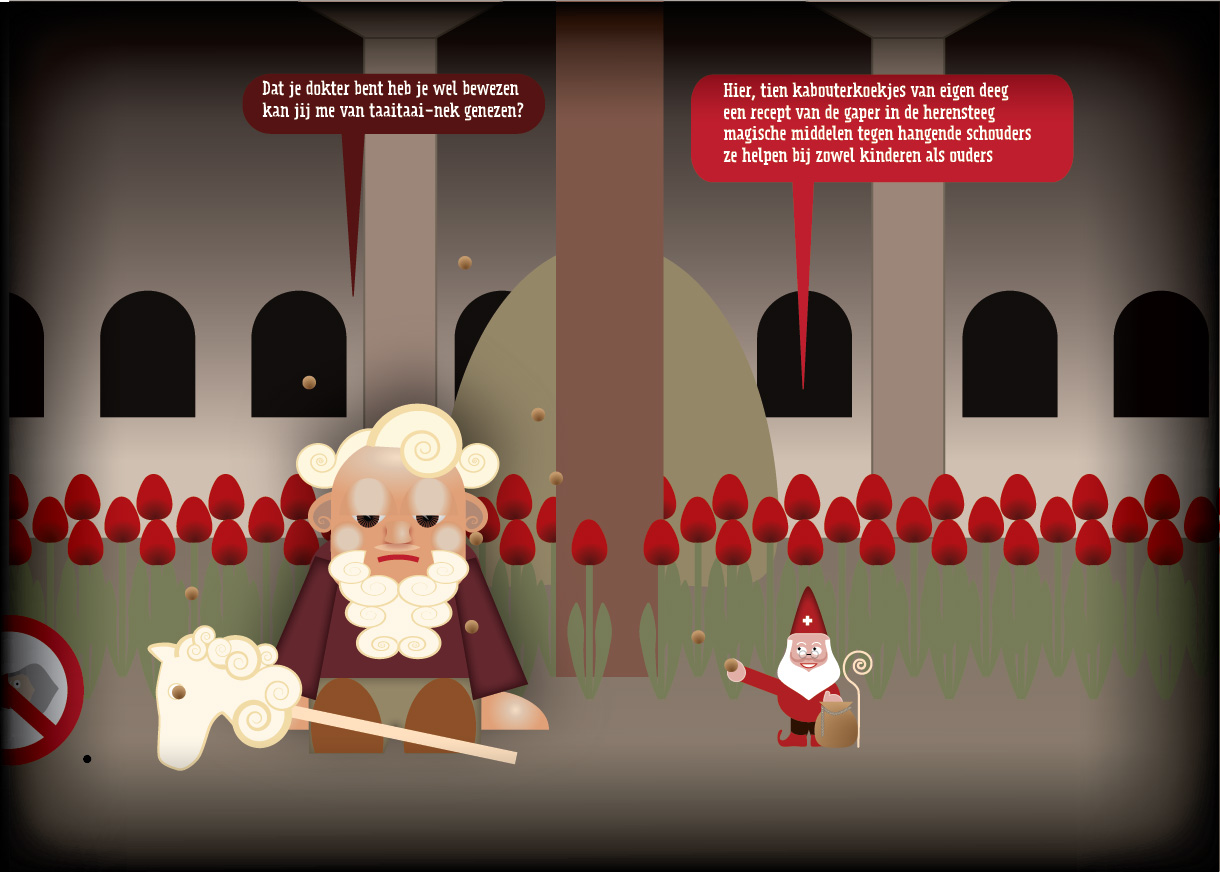 Dat je dokter bent heb je wel bewezen
kan jij me van taaitaai-nek genezen?
Hier, tien kabouterkoekjes van eigen deeg
een recept van de gaper in de herensteeg
magische middelen tegen hangende schouders
ze helpen bij zowel kinderen als ouders